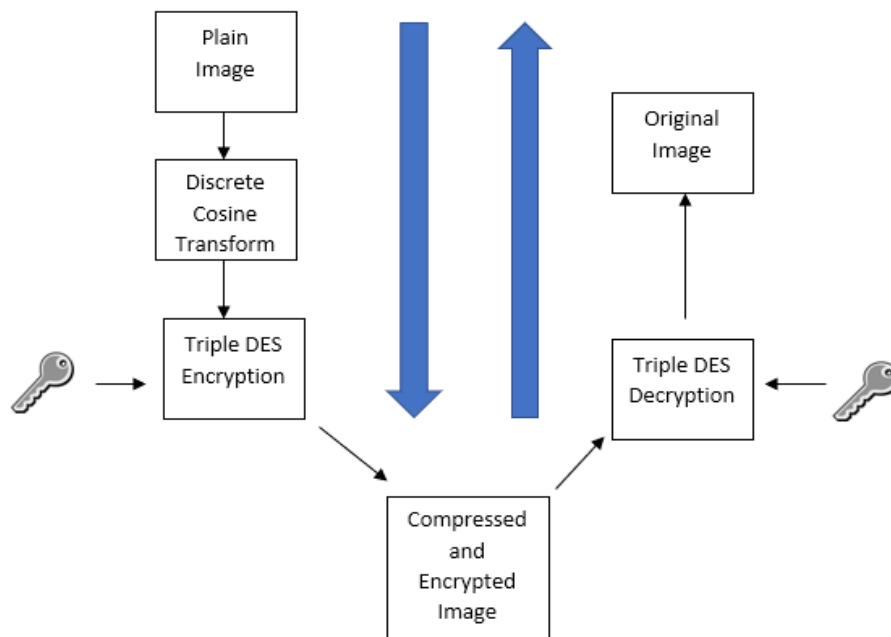 Plain
Image
Discrete
Cosine
Transform
Triple DES
Encryption
Compressed
and
Encrypted
Image
Triple DES
Decryption
Original
Image